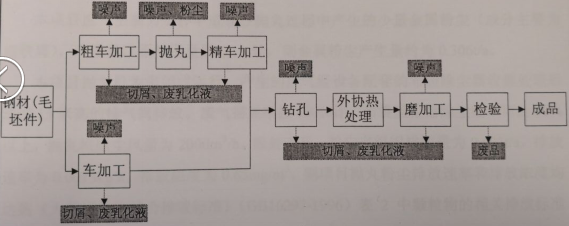 噪声
噪声、粉尘
噪声
粗车加工
抛丸
精车加工
切屑、废乳化液
钢材(毛
坯件)
噪声
车加工
切屑、废乳化液
噪声
噪声
钻孔
外协热
处理
磨加工
检验
成品
切屑、废乳化液
废品